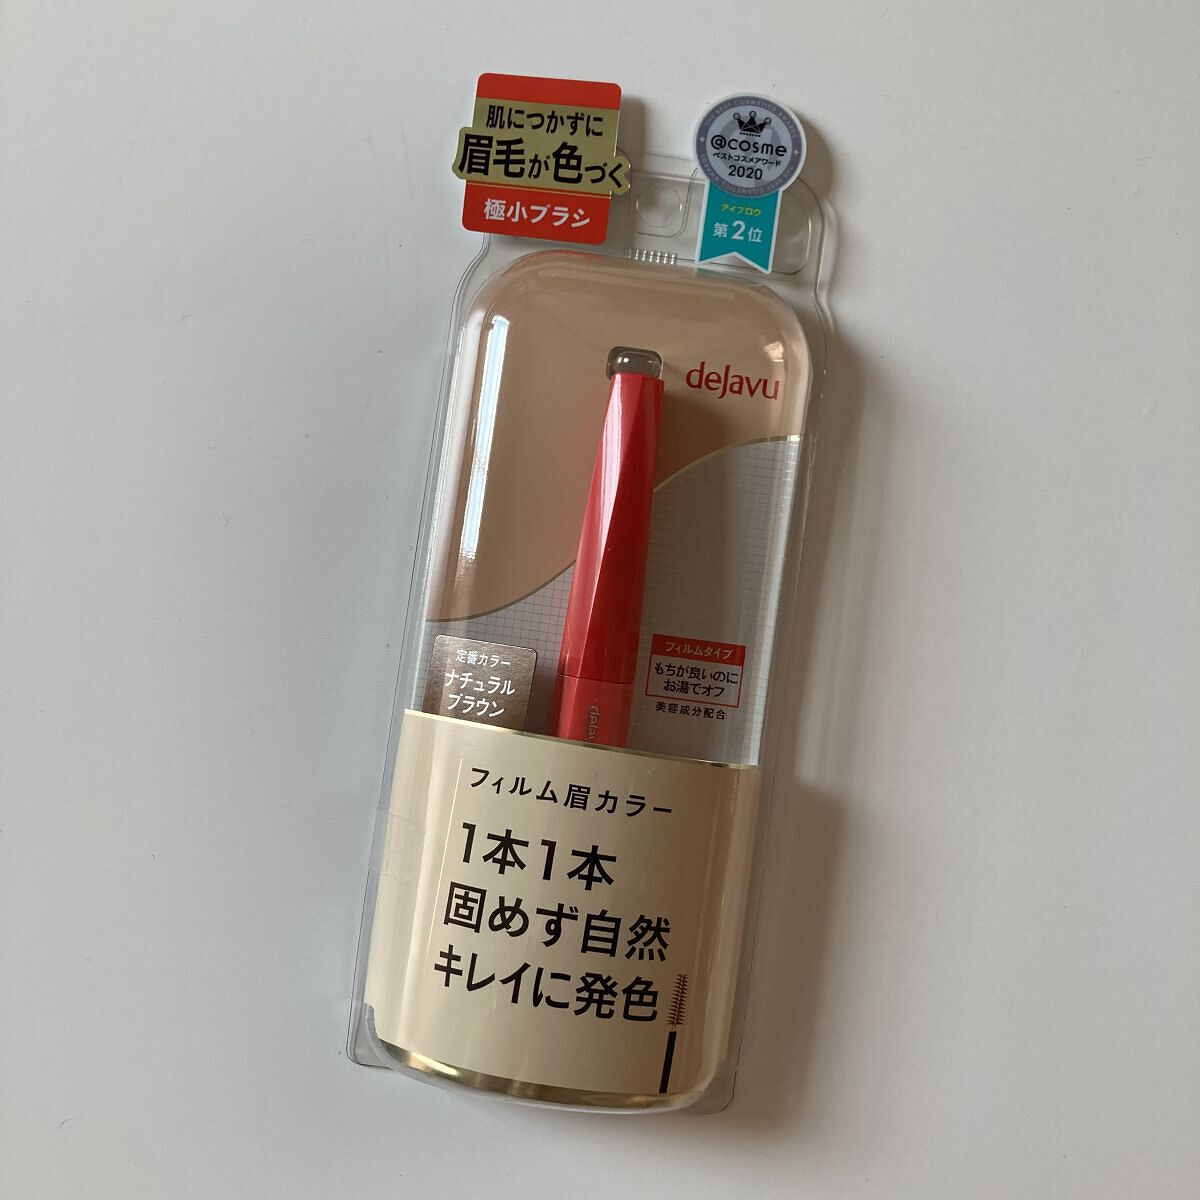 肌につかずに
眉毛が色づく
極小ブラシ
@cosme
ベストコスメアワード
2020
アイブロウ
第2位
dejavu
定番カラー
ナチュラル
ブラウン
フィルムタイプ
もちが良いのに
お湯でオフ
美容成分配合
フィルム眉カラー
1本1本
固めず自然
キレイに発色